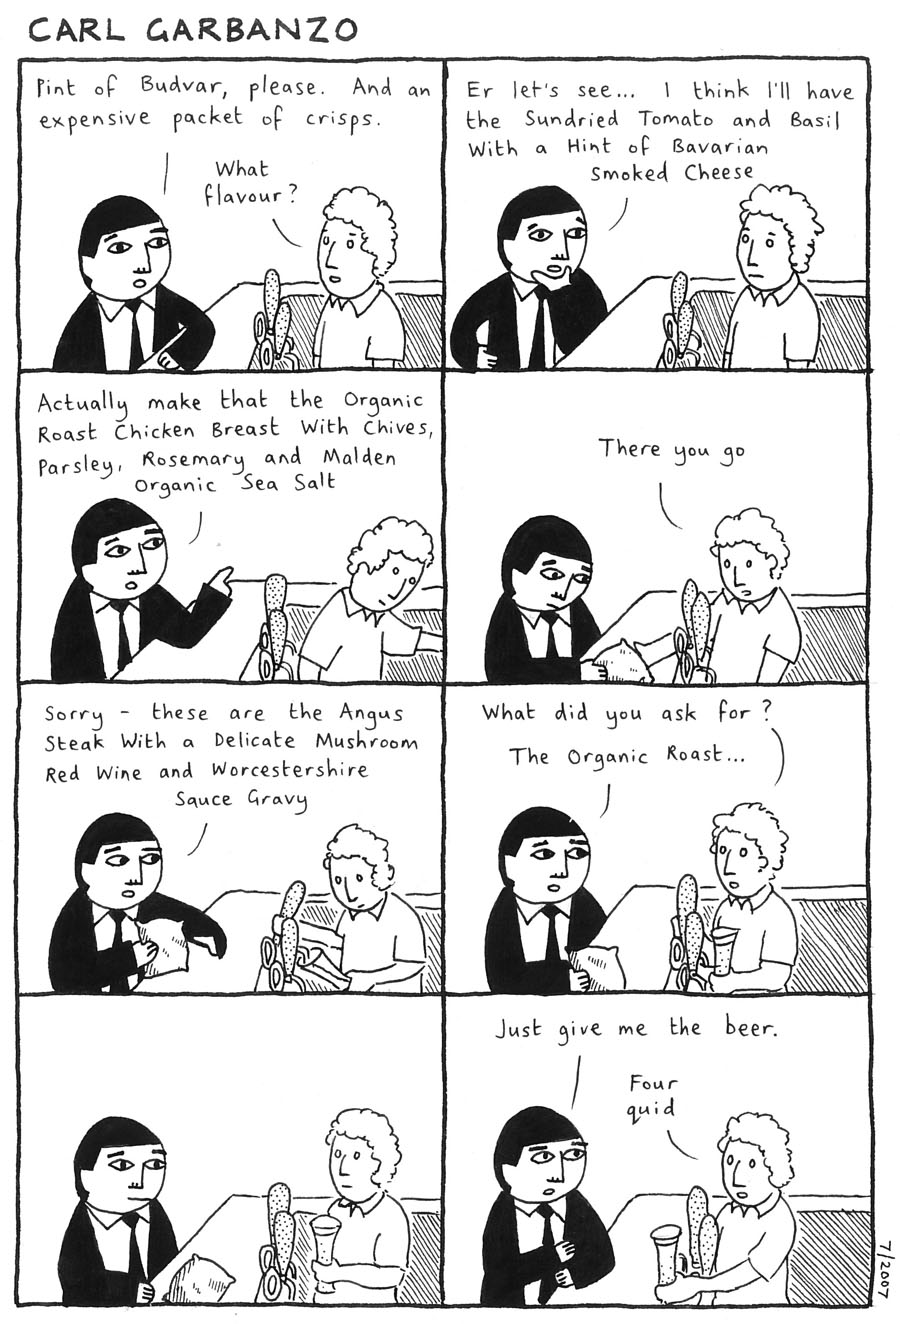 CARL GARBANZO
Pint of Budvar, please. And an
expensive packet of crisps.
What
flavour?
Er let's see... I think I'll have
the Sundried Tomato and Basil
With a Hint of Bavarian
Smoked Cheese
Actually make that the Organic
Roast Chicken Breast With Chives,
Parsley, Rosemary and Malden
Organic Sea Salt
There you go
Sorry - these are the Angus
Steak With a Delicate Mushroom
Red Wine and Worcestershire
Sauce Gravy
What did you ask for?
The Organic Roast...
Just give me the beer.
Four
quid
7/2007